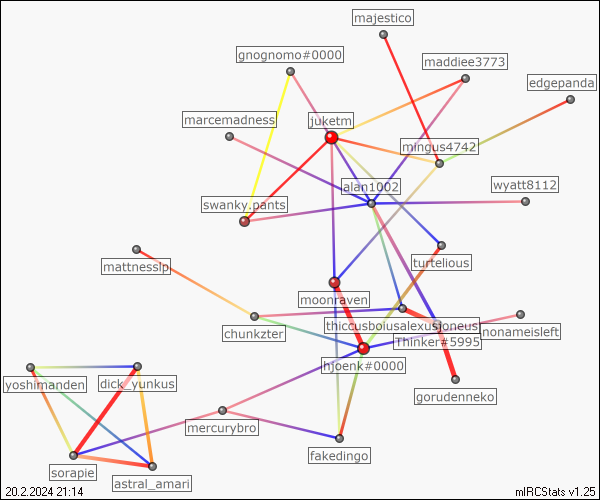 majestico
gnognomo#0000
maddiee3773
edgepanda
marcemadness
juketm
mingus4742
alan1002
wyatt8112
swanky.pants
turtelious
mattnesslp
moonraven
thiccusbolusalexusjoneus
nonameisleft
chunkzter
Thinker#5995
hjoenk#0000
yoshimanden
dick_yunkus
gorudenneko
mercurybro
fakedingo
sorapie
astral_amari
20.2.2024 21:14
mIRCStats v1.25